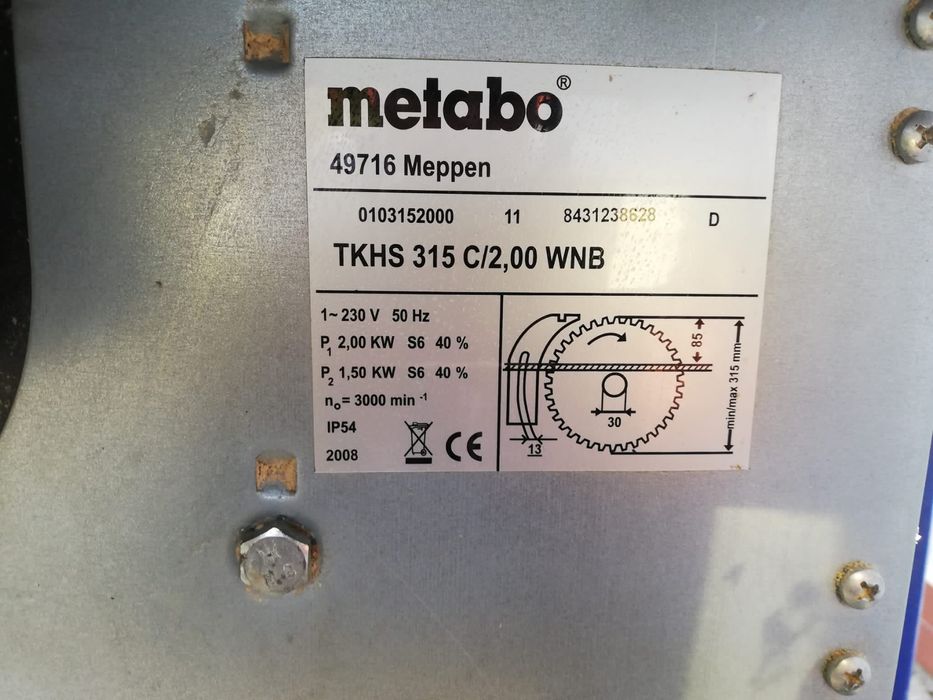 metabo®
49716 Meppen
0103152000 11 8431238628 D
TKHS 315 C/2,00 WNB
1~ 230 V 50 Hz
P1 2,00 KW S6 40 %
P2 1,50 KW S6 40 %
no= 3000 min -1
IP54
2008 CE
85
min/max 315 mm
30
13